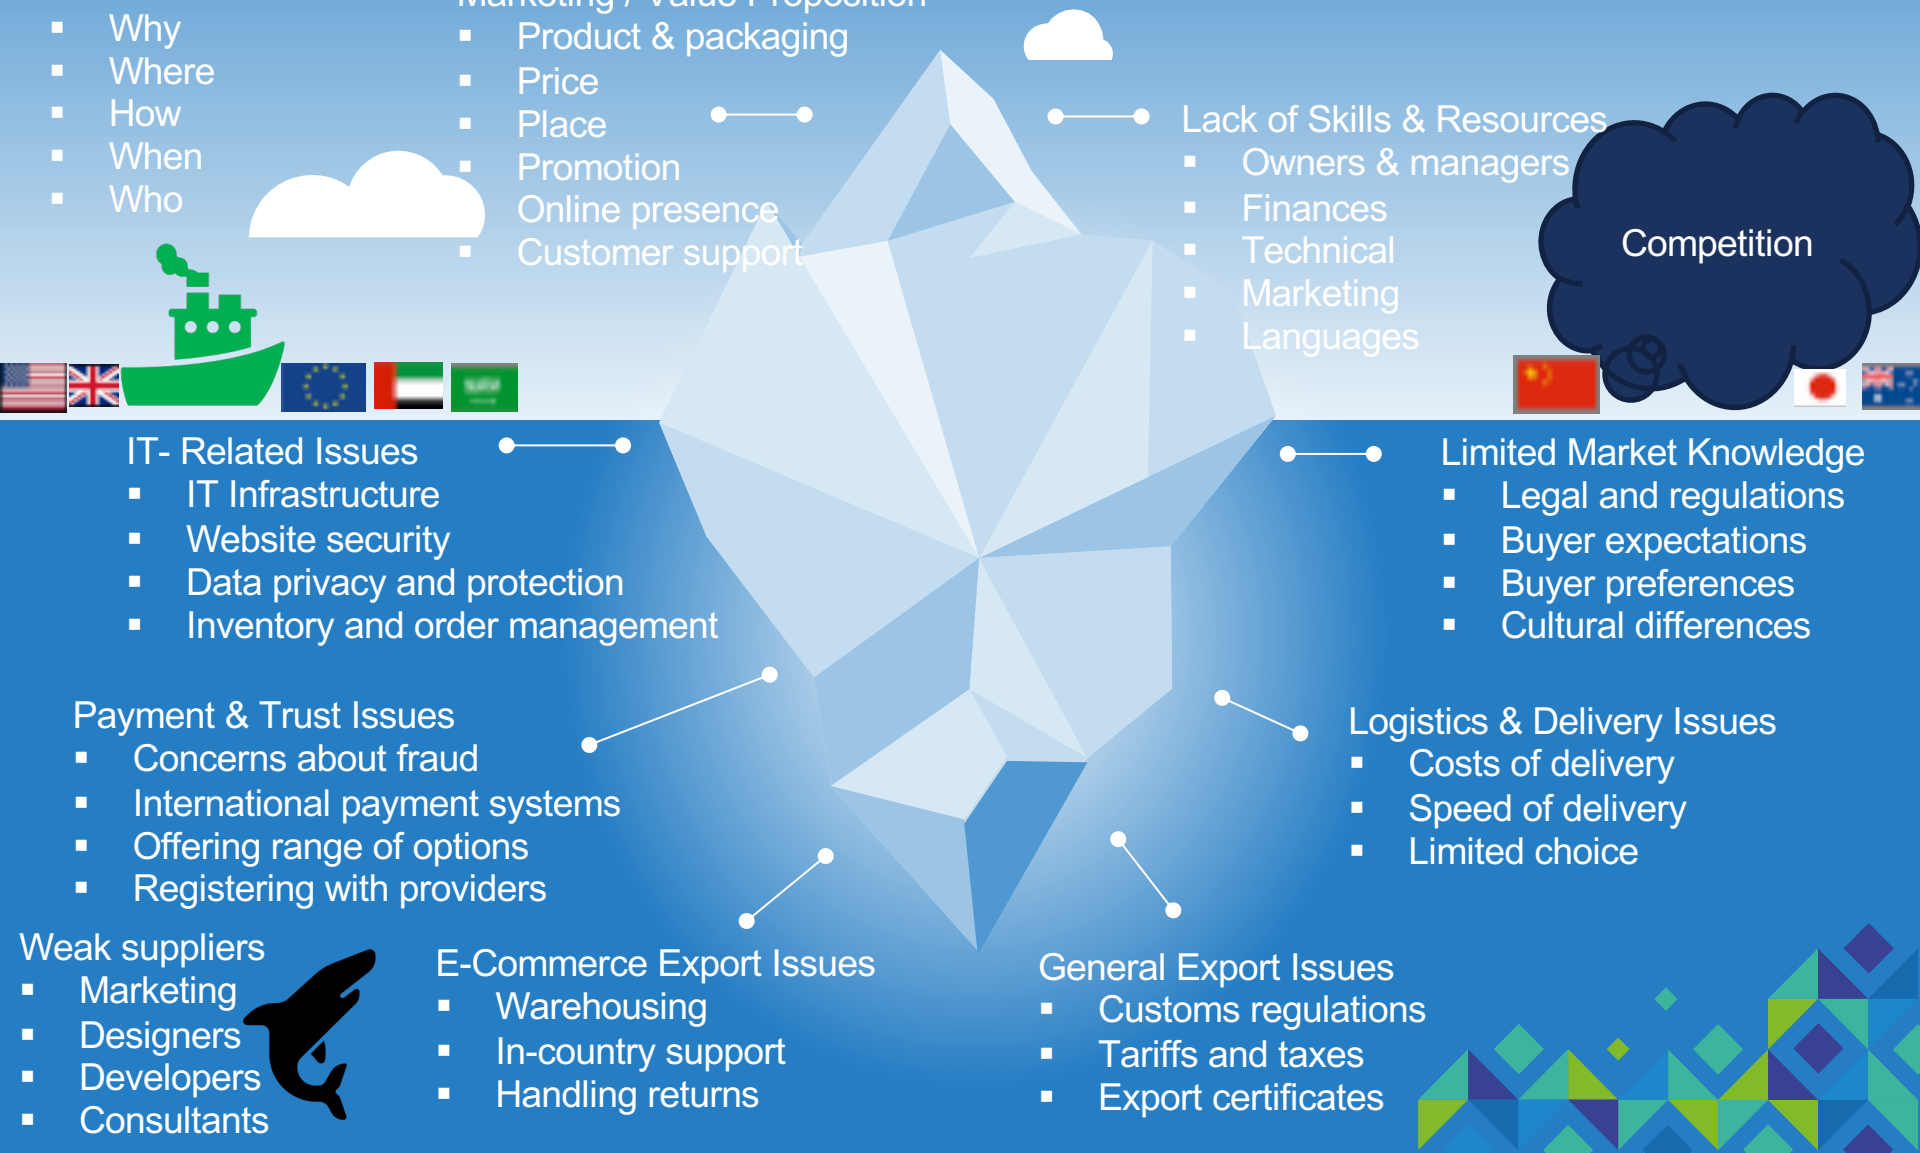 Why
Where
How
When
Who
Marketing / Value Proposition
Product & packaging
Price
Place
Promotion
Online presence
Customer support
Lack of Skills & Resources
Owners & managers
Finances
Technical
Marketing
Languages
Competition
IT- Related Issues
IT Infrastructure
Website security
Data privacy and protection
Inventory and order management
Limited Market Knowledge
Legal and regulations
Buyer expectations
Buyer preferences
Cultural differences
Payment & Trust Issues
Concerns about fraud
International payment systems
Offering range of options
Registering with providers
Logistics & Delivery Issues
Costs of delivery
Speed of delivery
Limited choice
Weak suppliers
Marketing
Designers
Developers
Consultants
E-Commerce Export Issues
Warehousing
In-country support
Handling returns
General Export Issues
Customs regulations
Tariffs and taxes
Export certificates